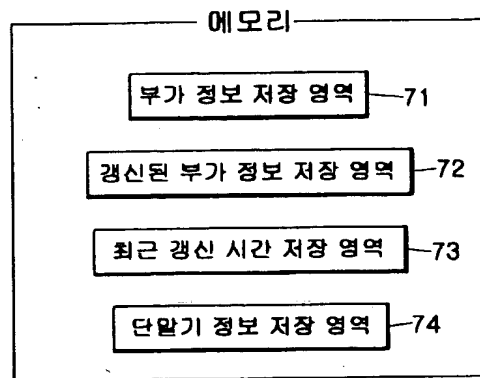 메모리
부가 정보 저장 영역 71
갱신된 부가 정보 저장 영역 72
최근 갱신 시간 저장 영역 73
단말기 정보 저장 영역 74